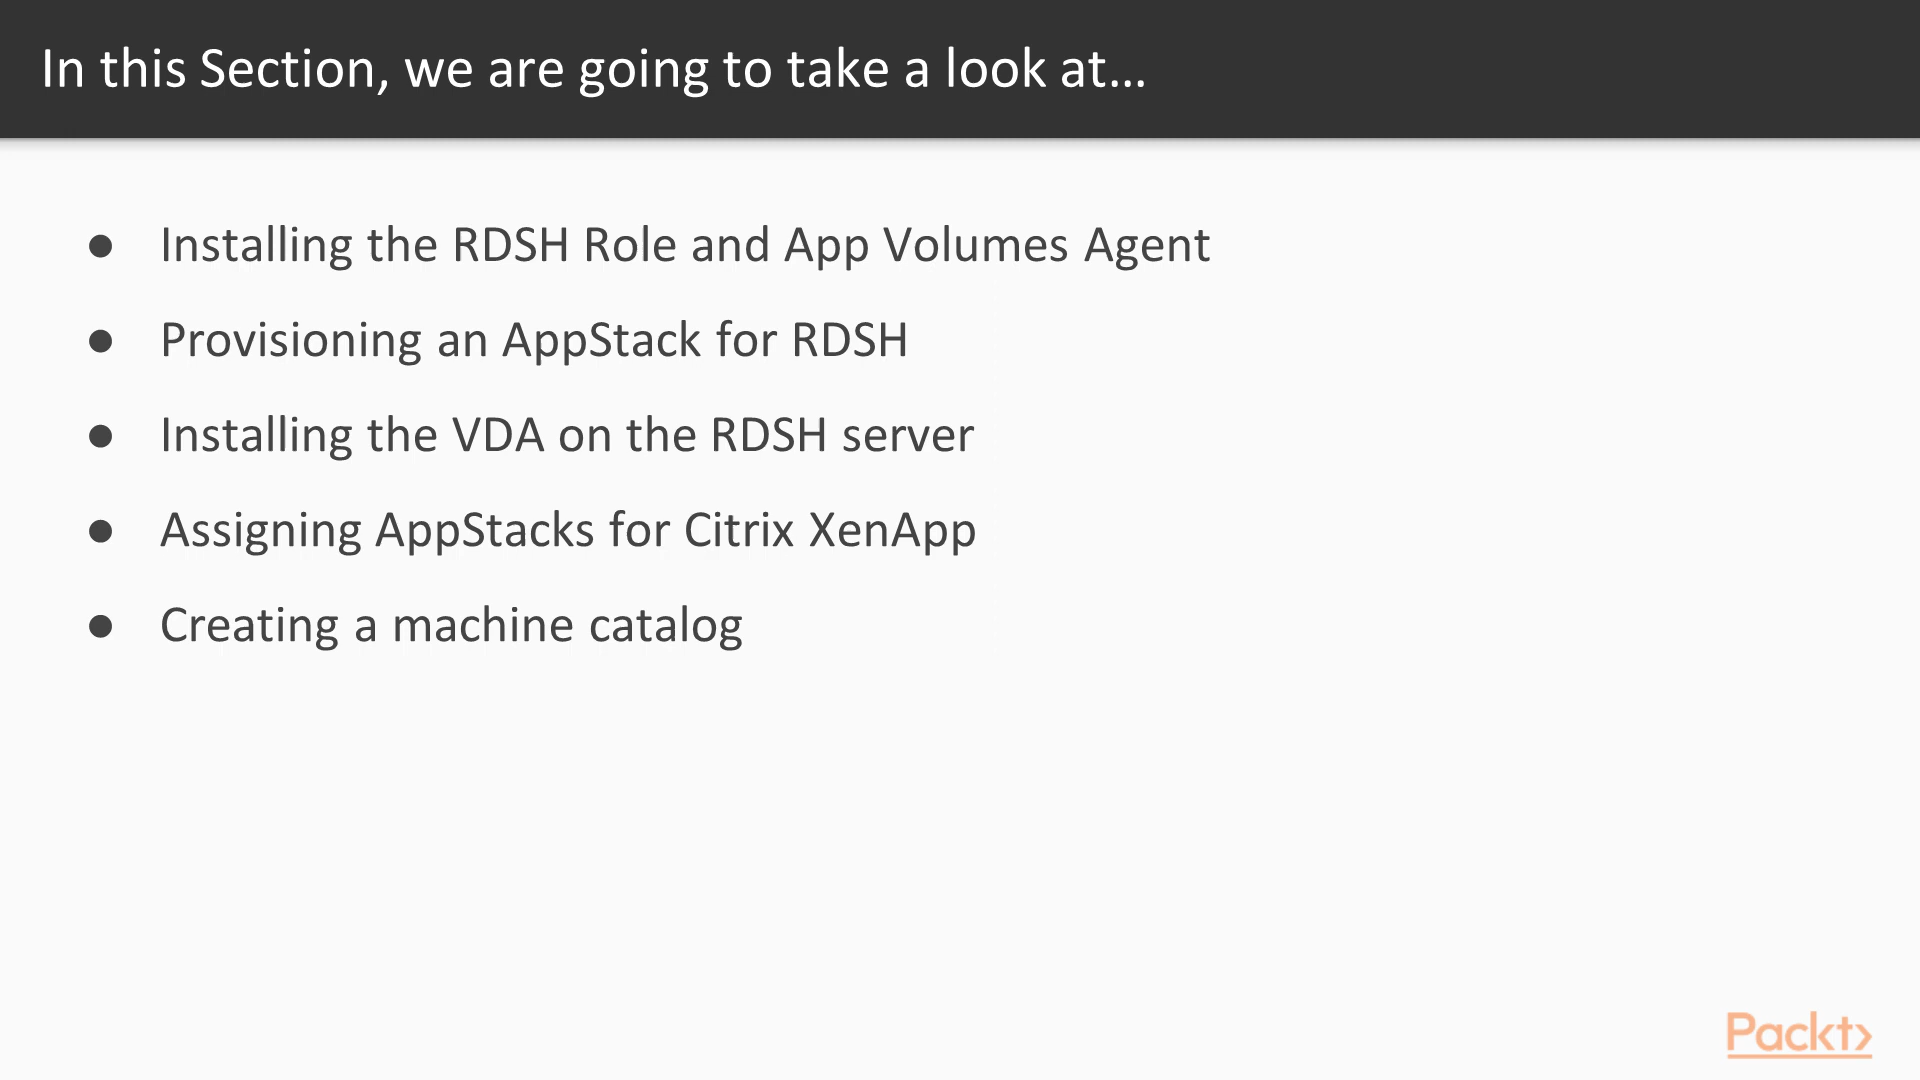 In this Section, we are going to take a look at...
● Installing the RDSH Role and App Volumes Agent
● Provisioning an AppStack for RDSH
● Installing the VDA on the RDSH server
● Assigning AppStacks for Citrix XenApp
● Creating a machine catalog
Packt>